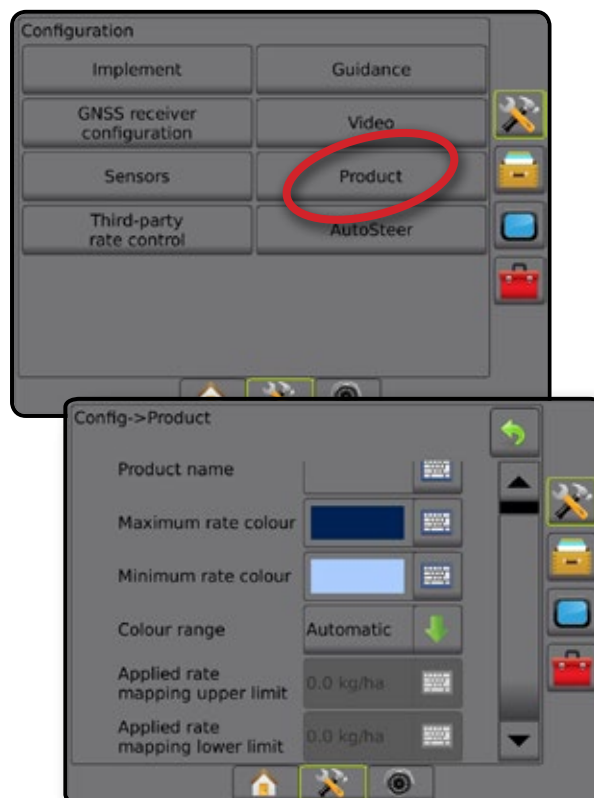 Configuration
Implement
Guidance
GNSS receiver
configuration
Video
Sensors
Product
Third-party
rate control
AutoSteer
Config->Product
Product name
Maximum rate colour
Minimum rate colour
Colour range
Automatic
Applied rate
mapping upper limit
0.0 kg/ha
Applied rate
mapping lower limit
0.0 kg/ha